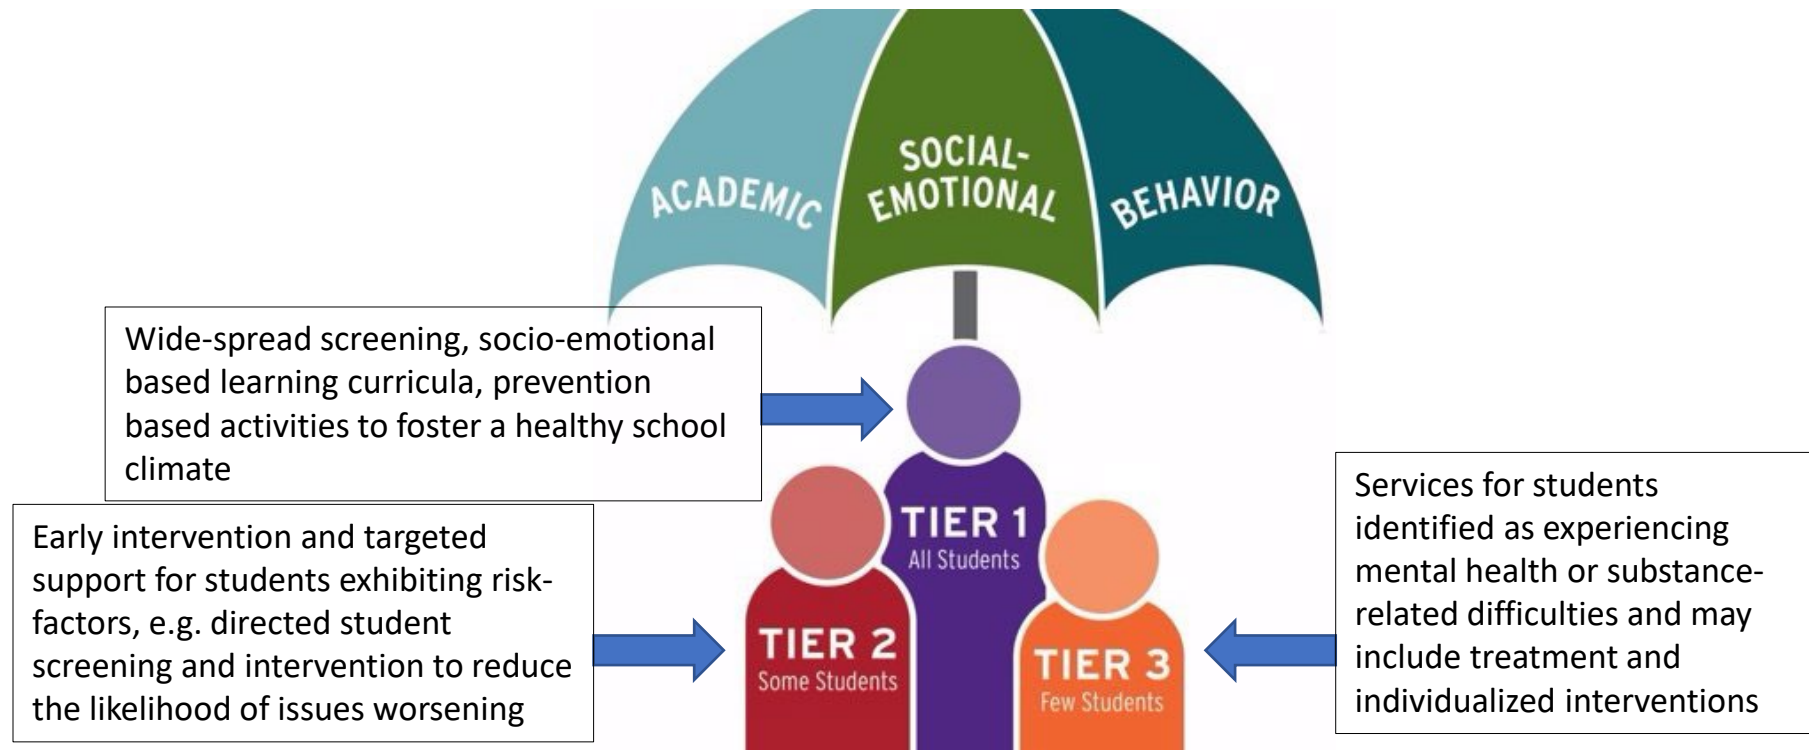 ACADEMIC
SOCIAL-
EMOTIONAL
BEHAVIOR
Wide-spread screening, socio-emotional
based learning curricula, prevention
based activities to foster a healthy school
climate
Early intervention and targeted
support for students exhibiting risk-
factors, e.g. directed student
screening and intervention to reduce
the likelihood of issues worsening
TIER 1
All Students
TIER 2
Some Students
TIER 3
Few Students
Services for students
identified as experiencing
mental health or substance-
related difficulties and may
include treatment and
individualized interventions